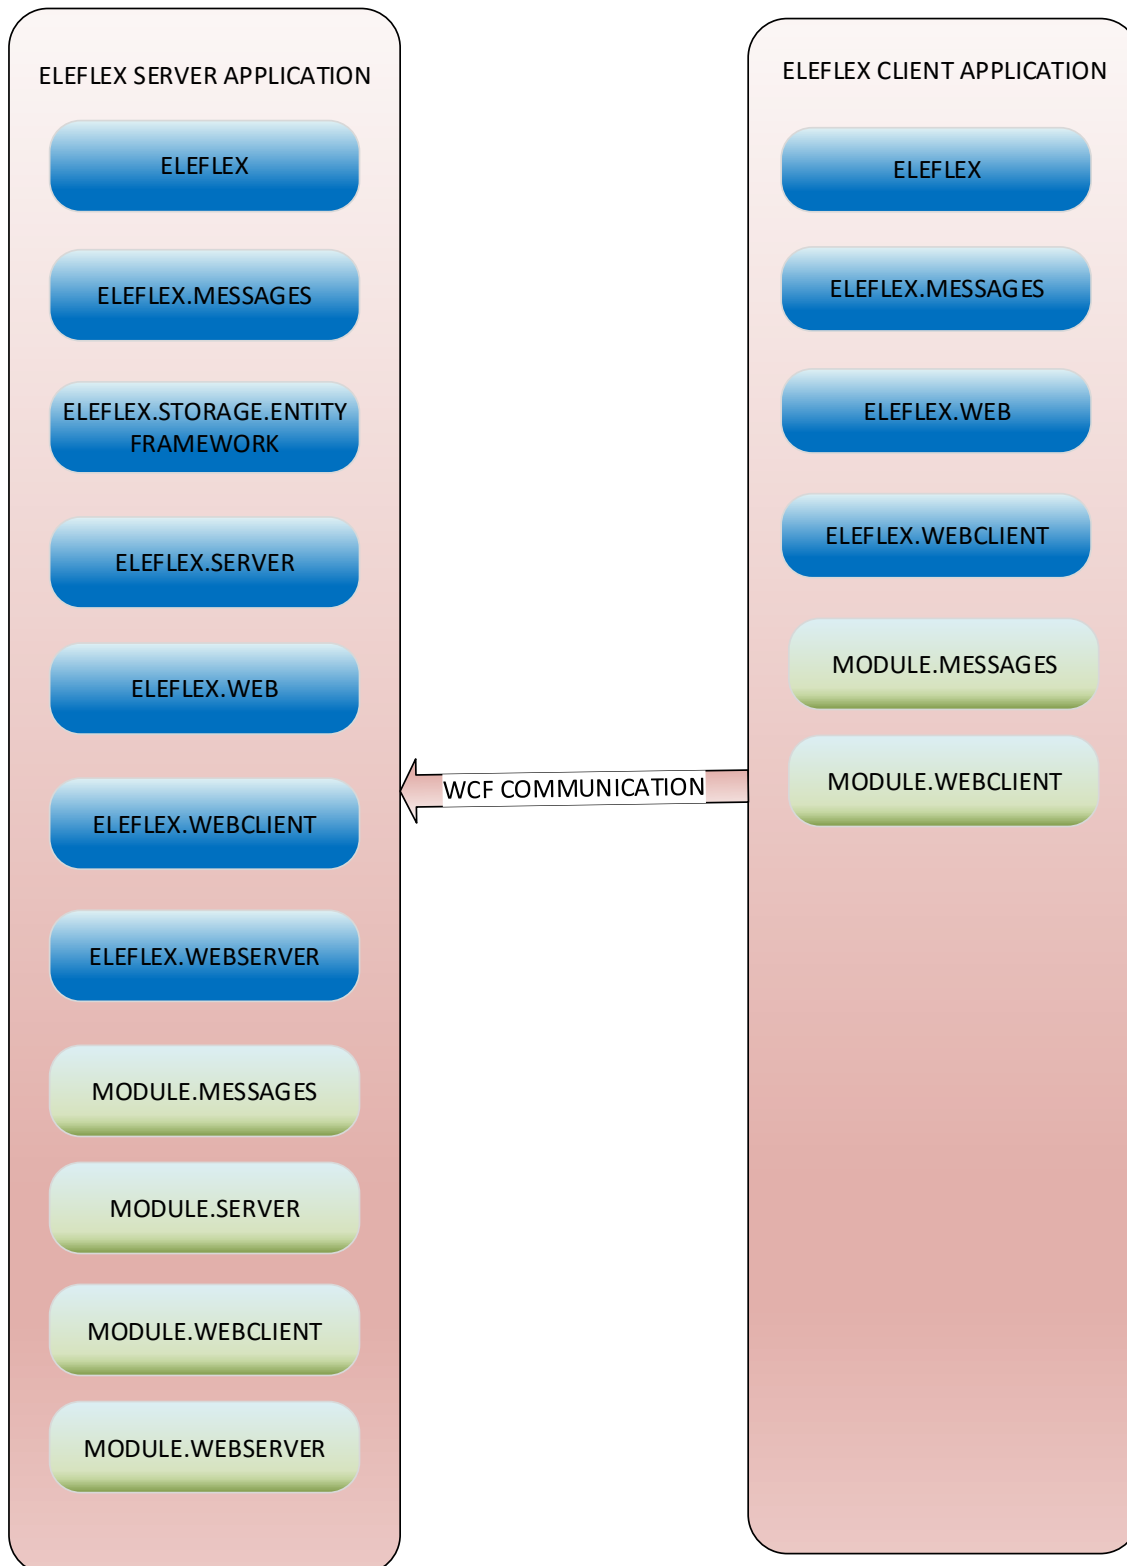 ELEFLEX SERVER APPLICATION
ELEFLEX
ELEFLEX.MESSAGES
ELEFLEX.STORAGE.ENTITY
FRAMEWORK
ELEFLEX.SERVER
ELEFLEX.WEB
ELEFLEX.WEBCLIENT
ELEFLEX.WEBSERVER
MODULE.MESSAGES
MODULE.SERVER
MODULE.WEBCLIENT
MODULE.WEBSERVER
WCF COMMUNICATION
ELEFLEX CLIENT APPLICATION
ELEFLEX
ELEFLEX.MESSAGES
ELEFLEX.WEB
ELEFLEX.WEBCLIENT
MODULE.MESSAGES
MODULE.WEBCLIENT